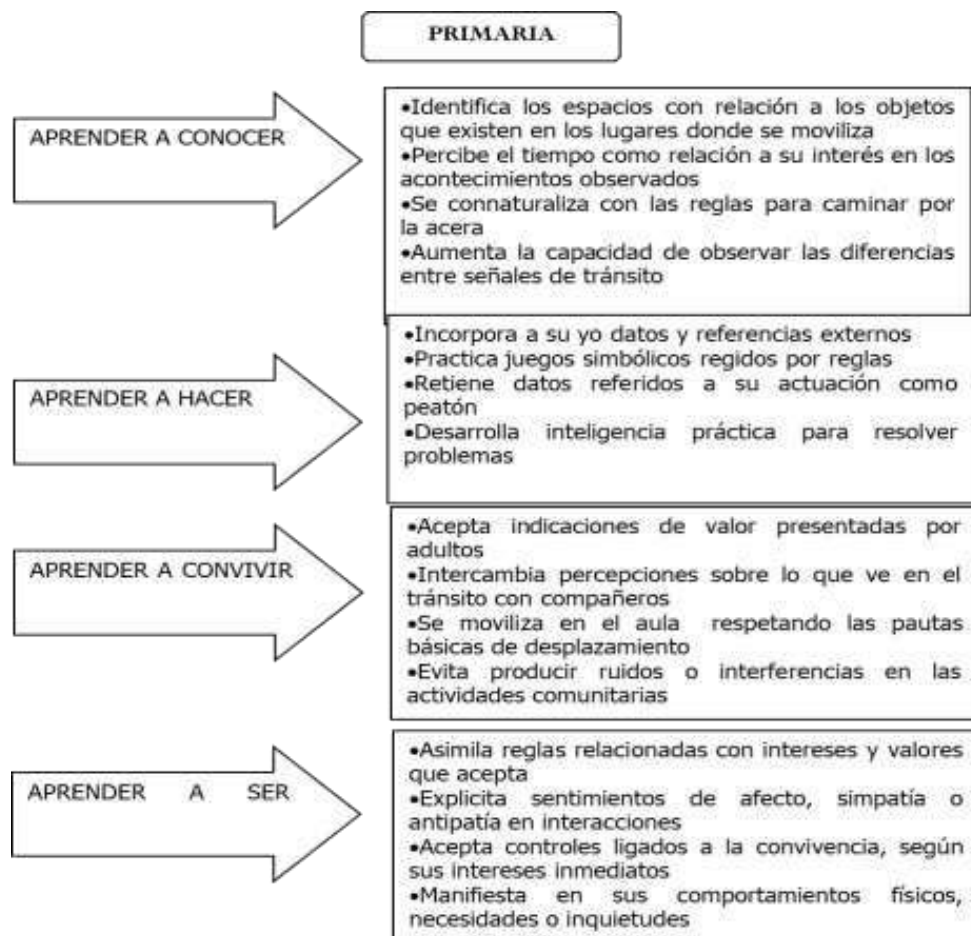 PRIMARIA
APRENDER A CONOCER
•Identifica los espacios con relación a los objetos
que existen en los lugares donde se moviliza
•Percibe el tiempo como relación a su interés en los
acontecimientos observados
•Se connaturaliza con las reglas para caminar por
la acera
•Aumenta la capacidad de observar las diferencias
entre señales de tránsito
APRENDER A HACER
•Incorpora a su yo datos y referencias externos
•Practica juegos simbólicos regidos por reglas
•Retiene datos referidos a su actuación como
peatón
•Desarrolla inteligencia práctica para resolver
problemas
APRENDER A CONVIVIR
•Acepta indicaciones de valor presentadas por
adultos
•Intercambia percepciones sobre lo que ve en el
tránsito con compañeros
•Se moviliza en el aula respetando las pautas
básicas de desplazamiento
•Evita producir ruidos o interferencias en las
actividades comunitarias
APRENDER A SER
•Asimila reglas relacionadas con intereses y valores
que acepta
•Explicita sentimientos de afecto, simpatía o
antipatía en interacciones
•Acepta controles ligados a la convivencia, según
sus intereses inmediatos
•Manifiesta en sus comportamientos físicos,
necesidades o inquietudes